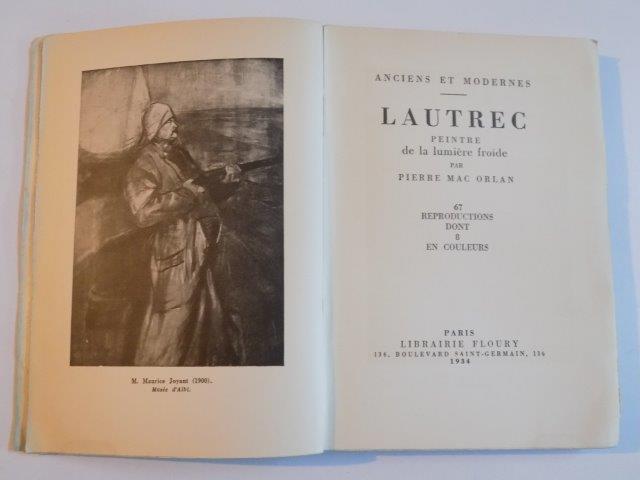 M. Maurice Joyant (1900).
Musée d'Albi.
ANCIENS ET MODERNES
LAUTREC
PEINTRE
de la lumière froide
PAR
PIERRE MAC ORLAN
67
REPRODUCTIONS
DONT
8
EN COULEURS
PARIS
LIBRAIRIE FLOURY
136, BOULEVARD SAINT-GERMAIN, 136
1934